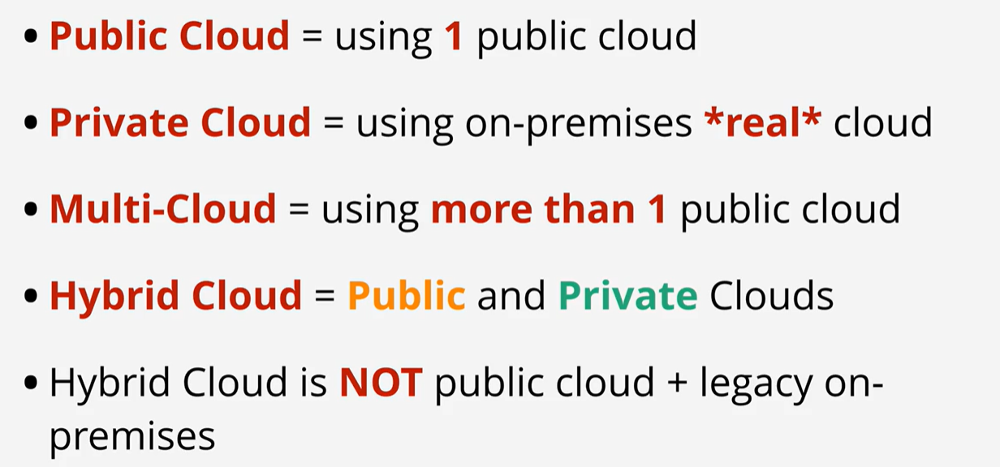 • Public Cloud = using 1 public cloud
• Private Cloud = using on-premises *real* cloud
• Multi-Cloud = using more than 1 public cloud
• Hybrid Cloud = Public and Private Clouds
• Hybrid Cloud is NOT public cloud + legacy on-
premises